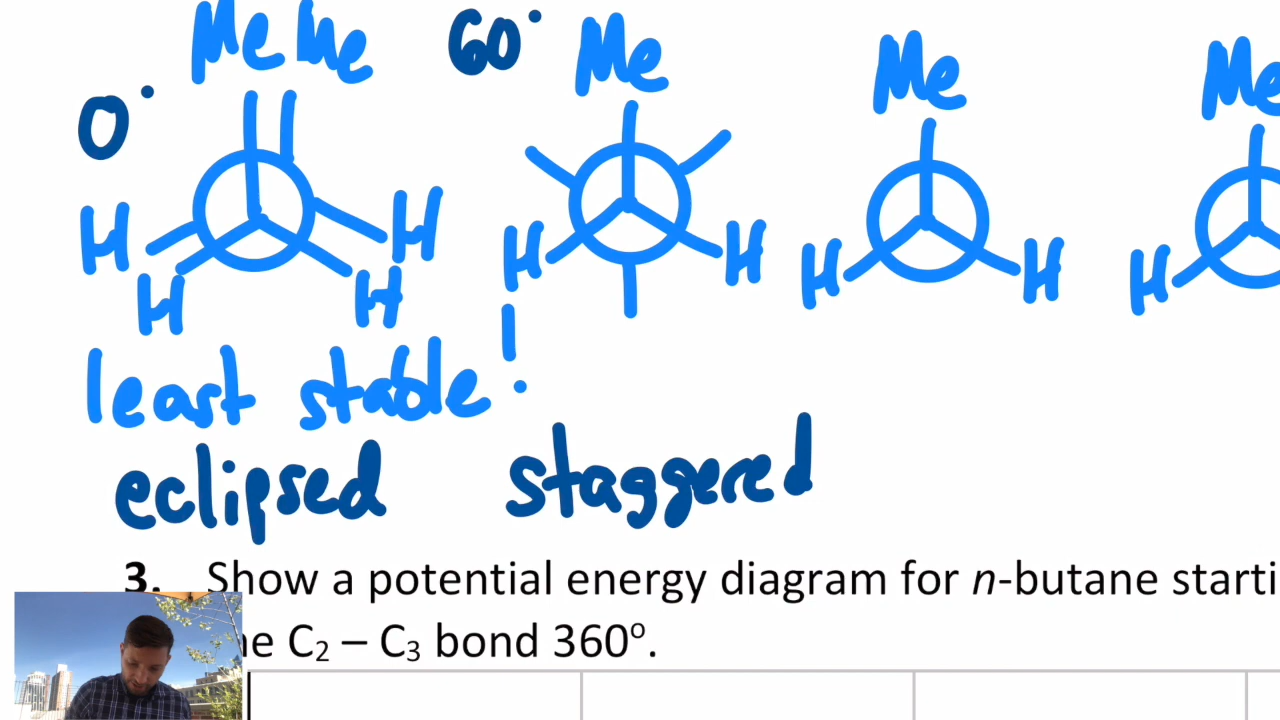 0° Me Me 60° Me Me Me
H H H H H H H H
H H
least stable!
eclipsed staggered
3. Show a potential energy diagram for n-butane starti
he C₂ – C₃ bond 360°.